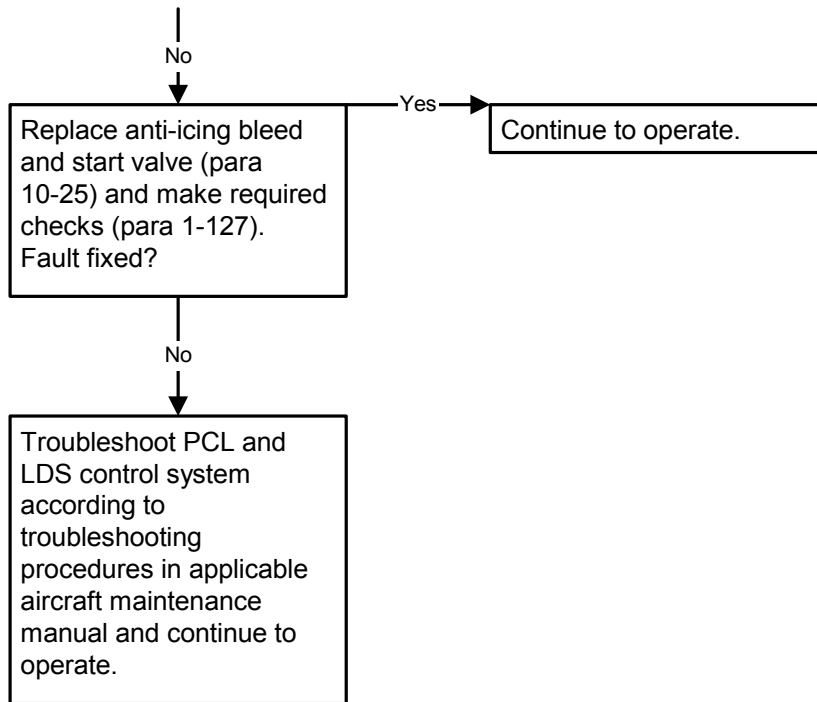 No
Replace anti-icing bleed
and start valve (para
10-25) and make required
checks (para 1-127).
Fault fixed?
Yes
Continue to operate.
No
Troubleshoot PCL and
LDS control system
according to
troubleshooting
procedures in applicable
aircraft maintenance
manual and continue to
operate.